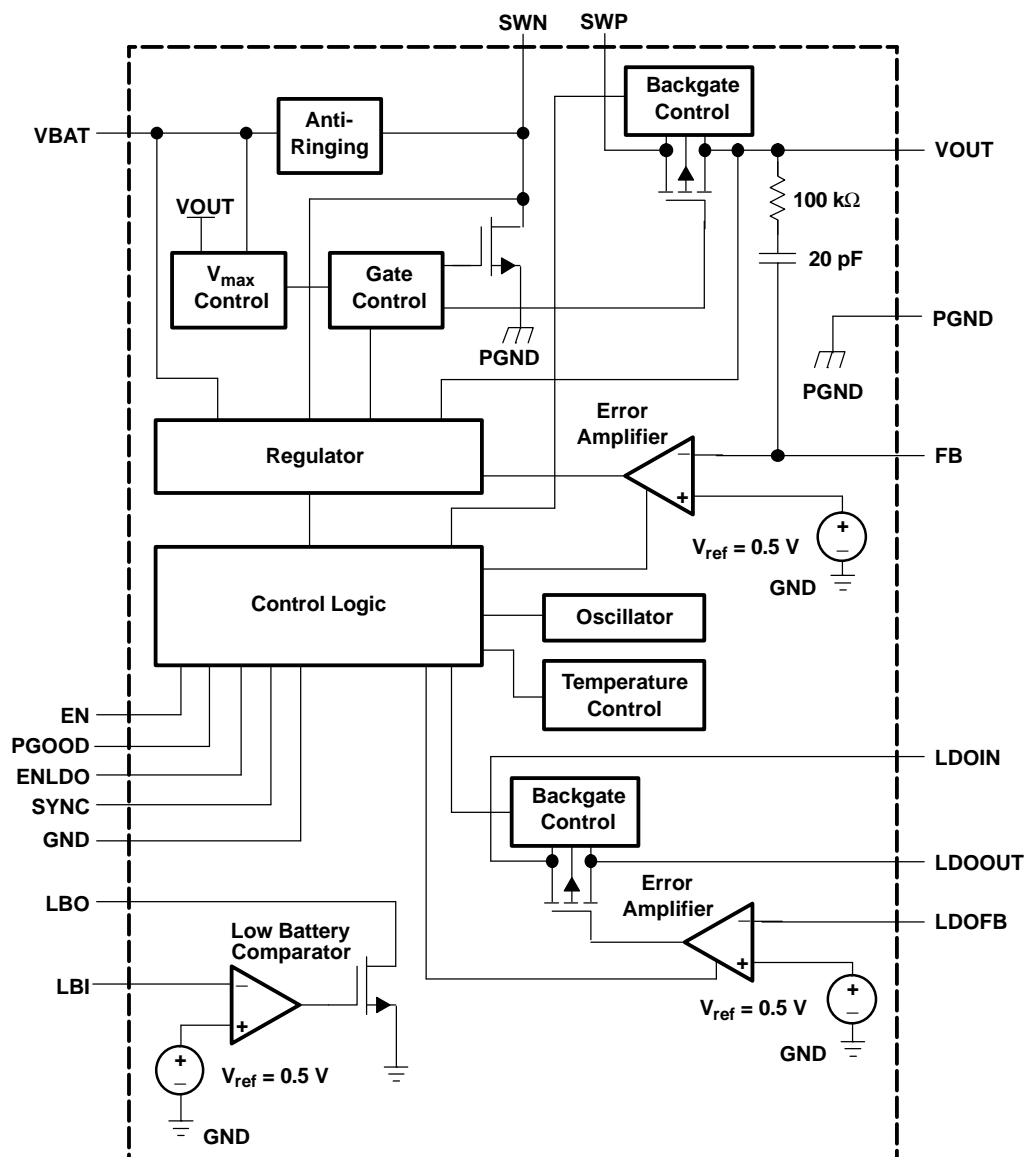 SWN
SWP
VBAT
Anti-
Ringing
Backgate
Control
VOUT
VOUT
100 kΩ
20 pF
Vmax
Control
Gate
Control
PGND
PGND
PGND
Error
Amplifier
Regulator
−
+
FB
Vref = 0.5 V
+
−
GND
Control Logic
Oscillator
Temperature
Control
EN
PGOOD
ENLDO
SYNC
GND
LDOIN
Backgate
Control
LDOOUT
Error
Amplifier
LBO
LDOFB
−
+
Low Battery
Comparator
LBI
−
+
Vref = 0.5 V
+
−
GND
+
−
Vref = 0.5 V
GND